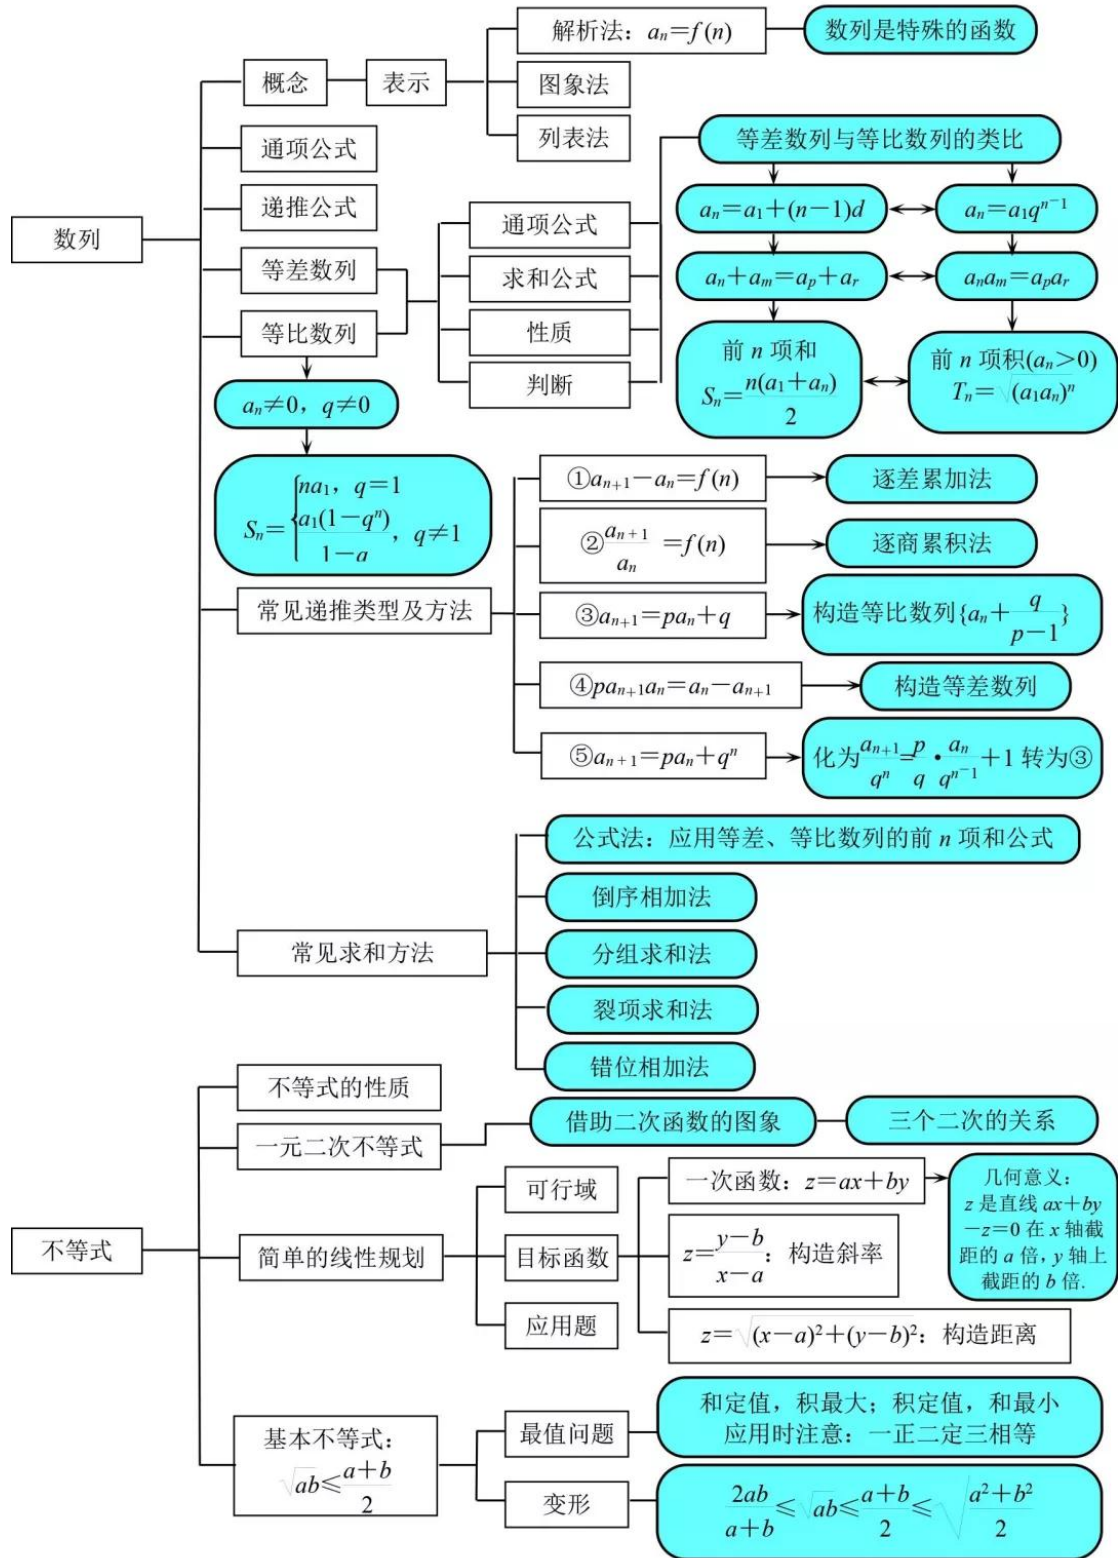 数列
概念
表示
解析法：aₙ=f(n)
数列是特殊的函数
图象法
列表法
通项公式
递推公式
等差数列
等比数列
通项公式
求和公式
性质
判断
等差数列与等比数列的类比
aₙ=a₁+(n-1)d
aₙ=a₁qⁿ⁻¹
aₙ+aₘ=aₚ+aᵣ
aₙaₘ=aₚaᵣ
前 n 项和
Sₙ=n(a₁+aₙ)/2
前 n 项积(aₙ>0)
Tₙ=√(a₁aₙ)ⁿ
aₙ≠0，q≠0
Sₙ={na₁，q=1
a₁(1-qⁿ)/1-q，q≠1
常见递推类型及方法
①aₙ₊₁-aₙ=f(n)
逐差累加法
②aₙ₊₁/aₙ=f(n)
逐商累积法
③aₙ₊₁=paₙ+q
构造等比数列{aₙ+q/(p-1)}
④paₙ₊₁aₙ=aₙ-aₙ₊₁
构造等差数列
⑤aₙ₊₁=paₙ+qⁿ
化为aₙ₊₁/qⁿ=p/q·aₙ/qⁿ⁻¹+1 转为③
常见求和方法
公式法：应用等差、等比数列的前 n 项和公式
倒序相加法
分组求和法
裂项求和法
错位相加法
不等式
不等式的性质
一元二次不等式
借助二次函数的图象
三个二次的关系
简单的线性规划
可行域
目标函数
应用题
一次函数：z=ax+by
几何意义：
z 是直线 ax+by
-z=0 在 x 轴截
距的 a 倍，y 轴上
截距的 b 倍.
z=(y-b)/(x-a)：构造斜率
z=√(x-a)²+(y-b)²：构造距离
基本不等式：
√ab≤(a+b)/2
最值问题
和定值，积最大；积定值，和最小
应用时注意：一正二定三相等
变形
2ab/(a+b)≤√ab≤(a+b)/2≤√(a²+b²)/2